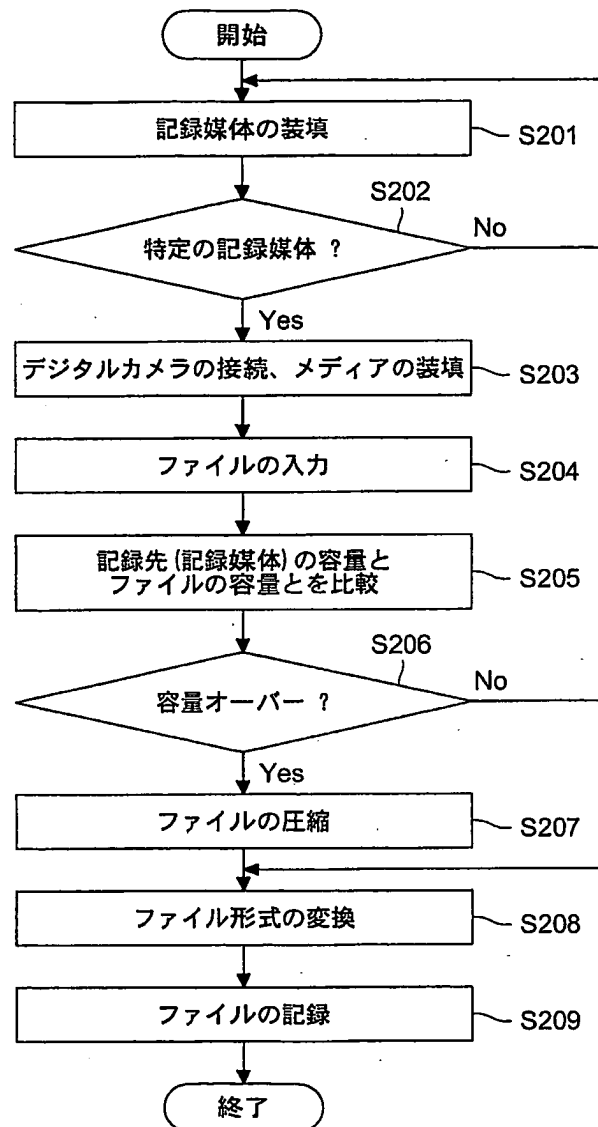 開始
記録媒体の装填
S201
S202
特定の記録媒体 ?
No
Yes
デジタルカメラの接続、メディアの装填
S203
ファイルの入力
S204
記録先(記録媒体)の容量と
ファイルの容量とを比較
S205
S206
容量オーバー ?
No
Yes
ファイルの圧縮
S207
ファイル形式の変換
S208
ファイルの記録
S209
終了